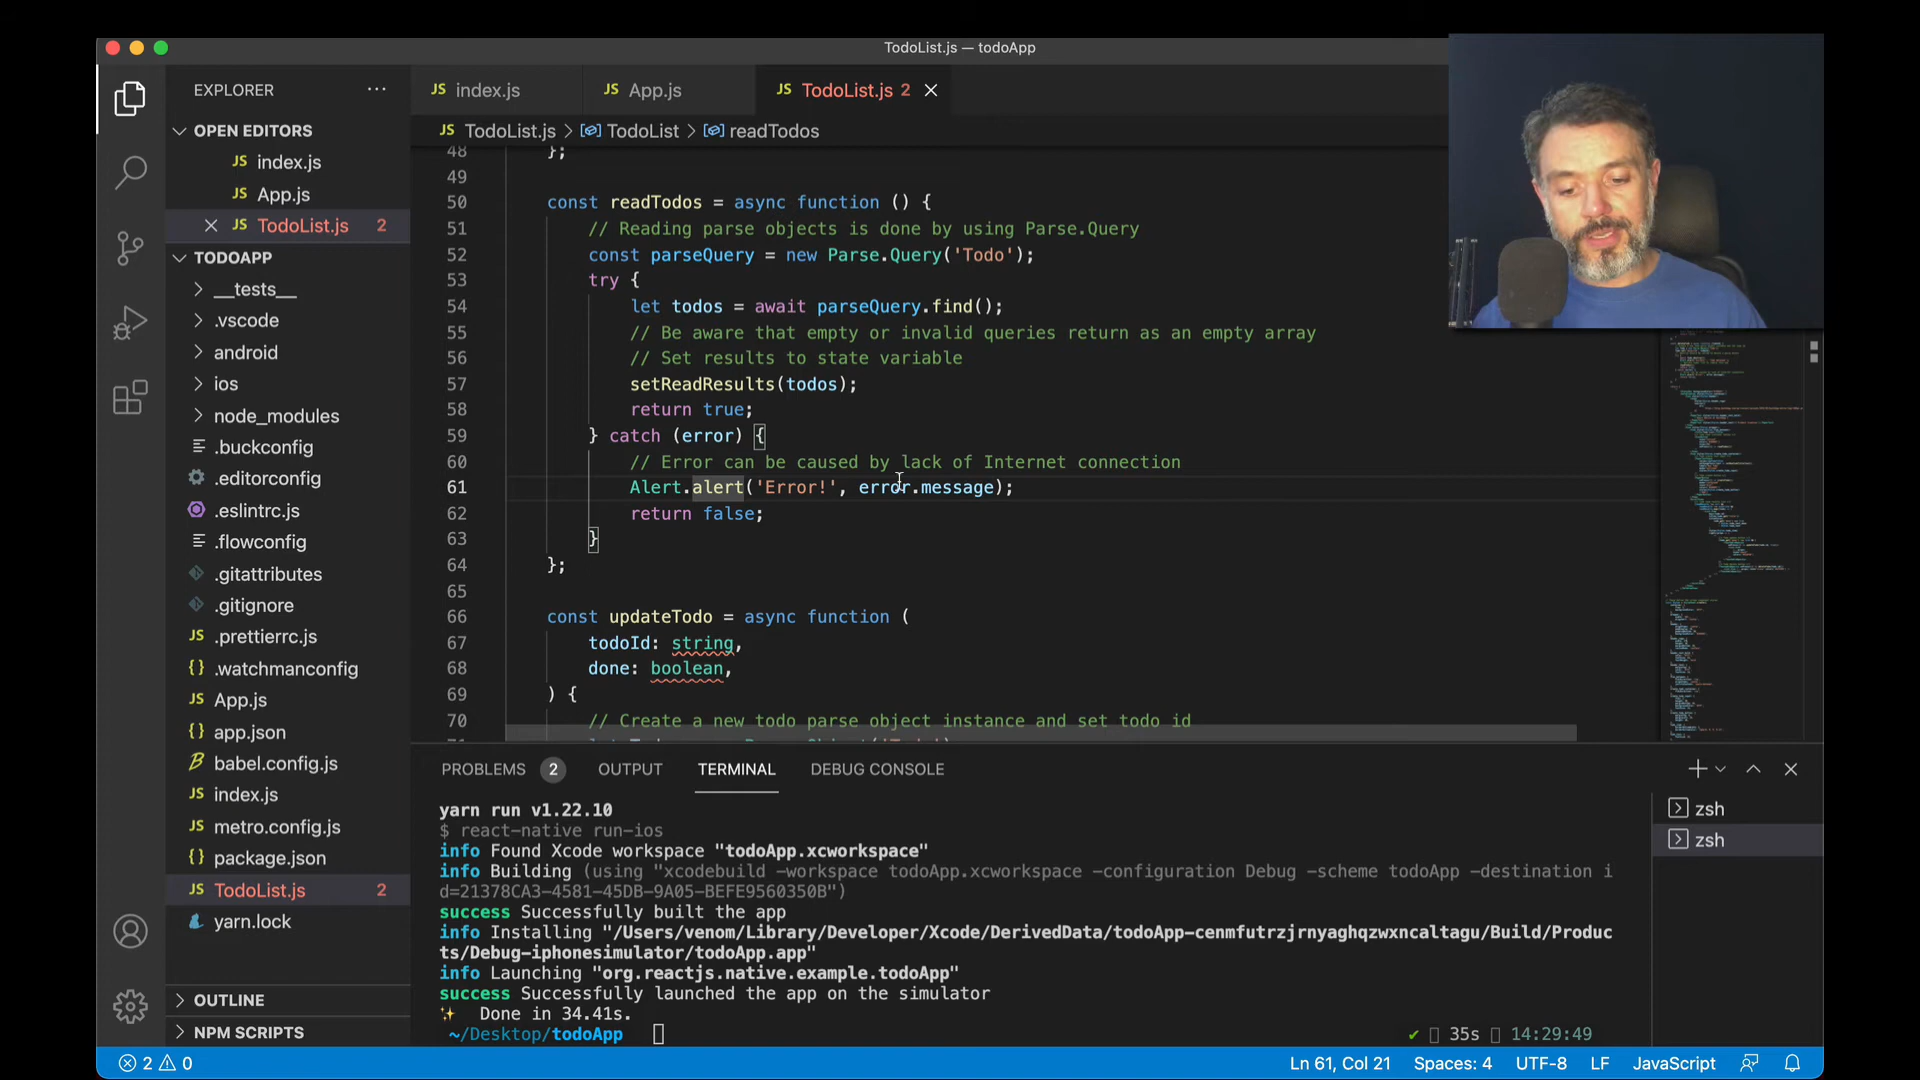 TodoList.js — todoApp
EXPLORER
OPEN EDITORS
JS index.js
JS App.js
JS TodoList.js 2
TODOAPP
__tests__
.vscode
android
ios
node_modules
.buckconfig
.editorconfig
.eslintrc.js
.flowconfig
.gitattributes
.gitignore
.prettierrc.js
{} .watchmanconfig
JS App.js
{} app.json
babel.config.js
JS index.js
JS metro.config.js
{} package.json
JS TodoList.js 2
yarn.lock
OUTLINE
NPM SCRIPTS
JS index.js
JS App.js
JS TodoList.js 2
JS TodoList.js > TodoList > readTodos
48 };
49
50 const readTodos = async function () {
51 // Reading parse objects is done by using Parse.Query
52 const parseQuery = new Parse.Query('Todo');
53 try {
54 let todos = await parseQuery.find();
55 // Be aware that empty or invalid queries return as an empty array
56 // Set results to state variable
57 setReadResults(todos);
58 return true;
59 } catch (error) {
60 // Error can be caused by lack of Internet connection
61 Alert.alert('Error!', error.message);
62 return false;
63 }
64 };
65
66 const updateTodo = async function (
67 todoId: string,
68 done: boolean,
69 ) {
70 // Create a new todo parse object instance and set todo id
PROBLEMS 2 OUTPUT TERMINAL DEBUG CONSOLE
yarn run v1.22.10
$ react-native run-ios
info Found Xcode workspace "todoApp.xcworkspace"
info Building (using "xcodebuild -workspace todoApp.xcworkspace -configuration Debug -scheme todoApp -destination i
d=21378CA3-4581-45DB-9A05-BEFE9560350B")
success Successfully built the app
info Installing "/Users/venom/Library/Developer/Xcode/DerivedData/todoApp-cenmfutrzjrnyaghqzwxncaltagu/Build/Produc
ts/Debug-iphonesimulator/todoApp.app"
info Launching "org.reactjs.native.example.todoApp"
success Successfully launched the app on the simulator
✨ Done in 34.41s.
~/Desktop/todoApp
✔ 35s 14:29:49
zsh
zsh
2 0
Ln 61, Col 21
Spaces: 4
UTF-8
LF
JavaScript